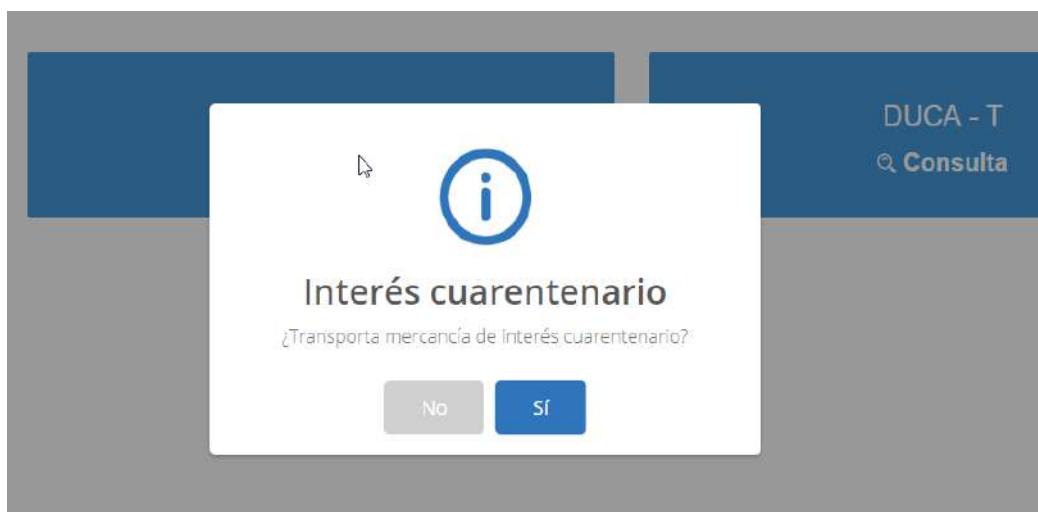 DUCA - T
Consulta
Interés cuarentenario
¿Transporta mercancía de interés cuarentenario?
No
Sí